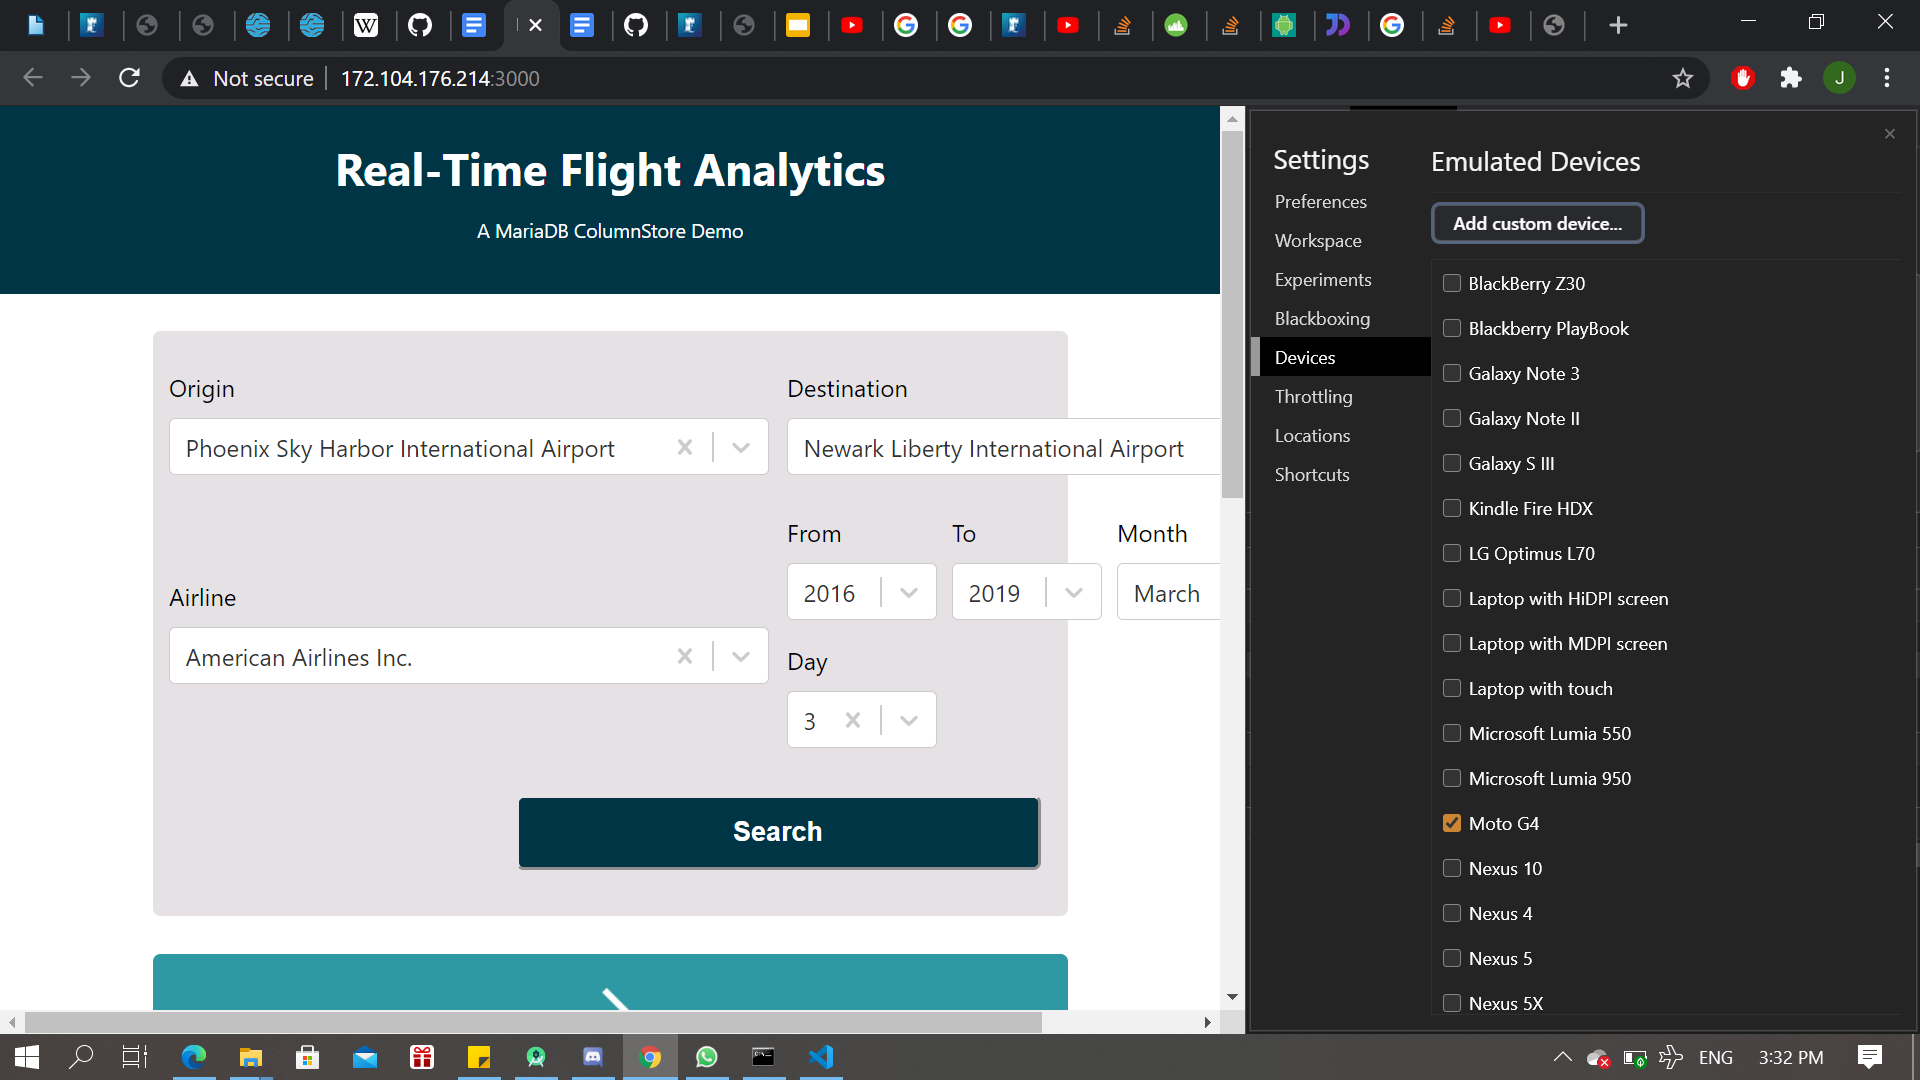 Not secure
172.104.176.214:3000
J
Real-Time Flight Analytics
A MariaDB ColumnStore Demo
Origin
Phoenix Sky Harbor International Airport
Destination
Newark Liberty International Airport
Airline
American Airlines Inc.
From
To
Month
2016
2019
March
Day
3
Search
Settings
Preferences
Workspace
Experiments
Blackboxing
Devices
Throttling
Locations
Shortcuts
Emulated Devices
Add custom device...
BlackBerry Z30
Blackberry PlayBook
Galaxy Note 3
Galaxy Note II
Galaxy S III
Kindle Fire HDX
LG Optimus L70
Laptop with HiDPI screen
Laptop with MDPI screen
Laptop with touch
Microsoft Lumia 550
Microsoft Lumia 950
Moto G4
Nexus 10
Nexus 4
Nexus 5
Nexus 5X
ENG
3:32 PM